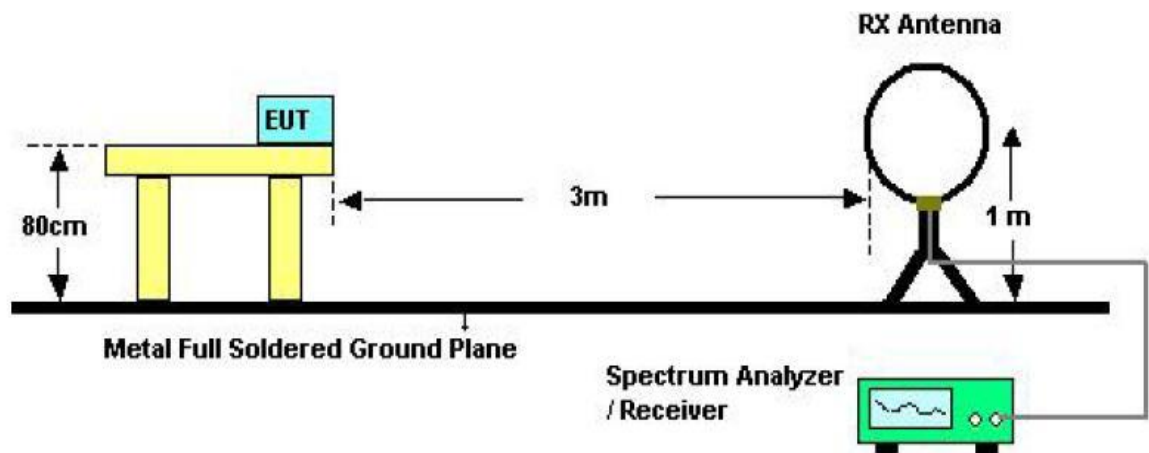 RX Antenna
EUT
80cm
3m
1 m
Metal Full Soldered Ground Plane
Spectrum Analyzer
/ Receiver